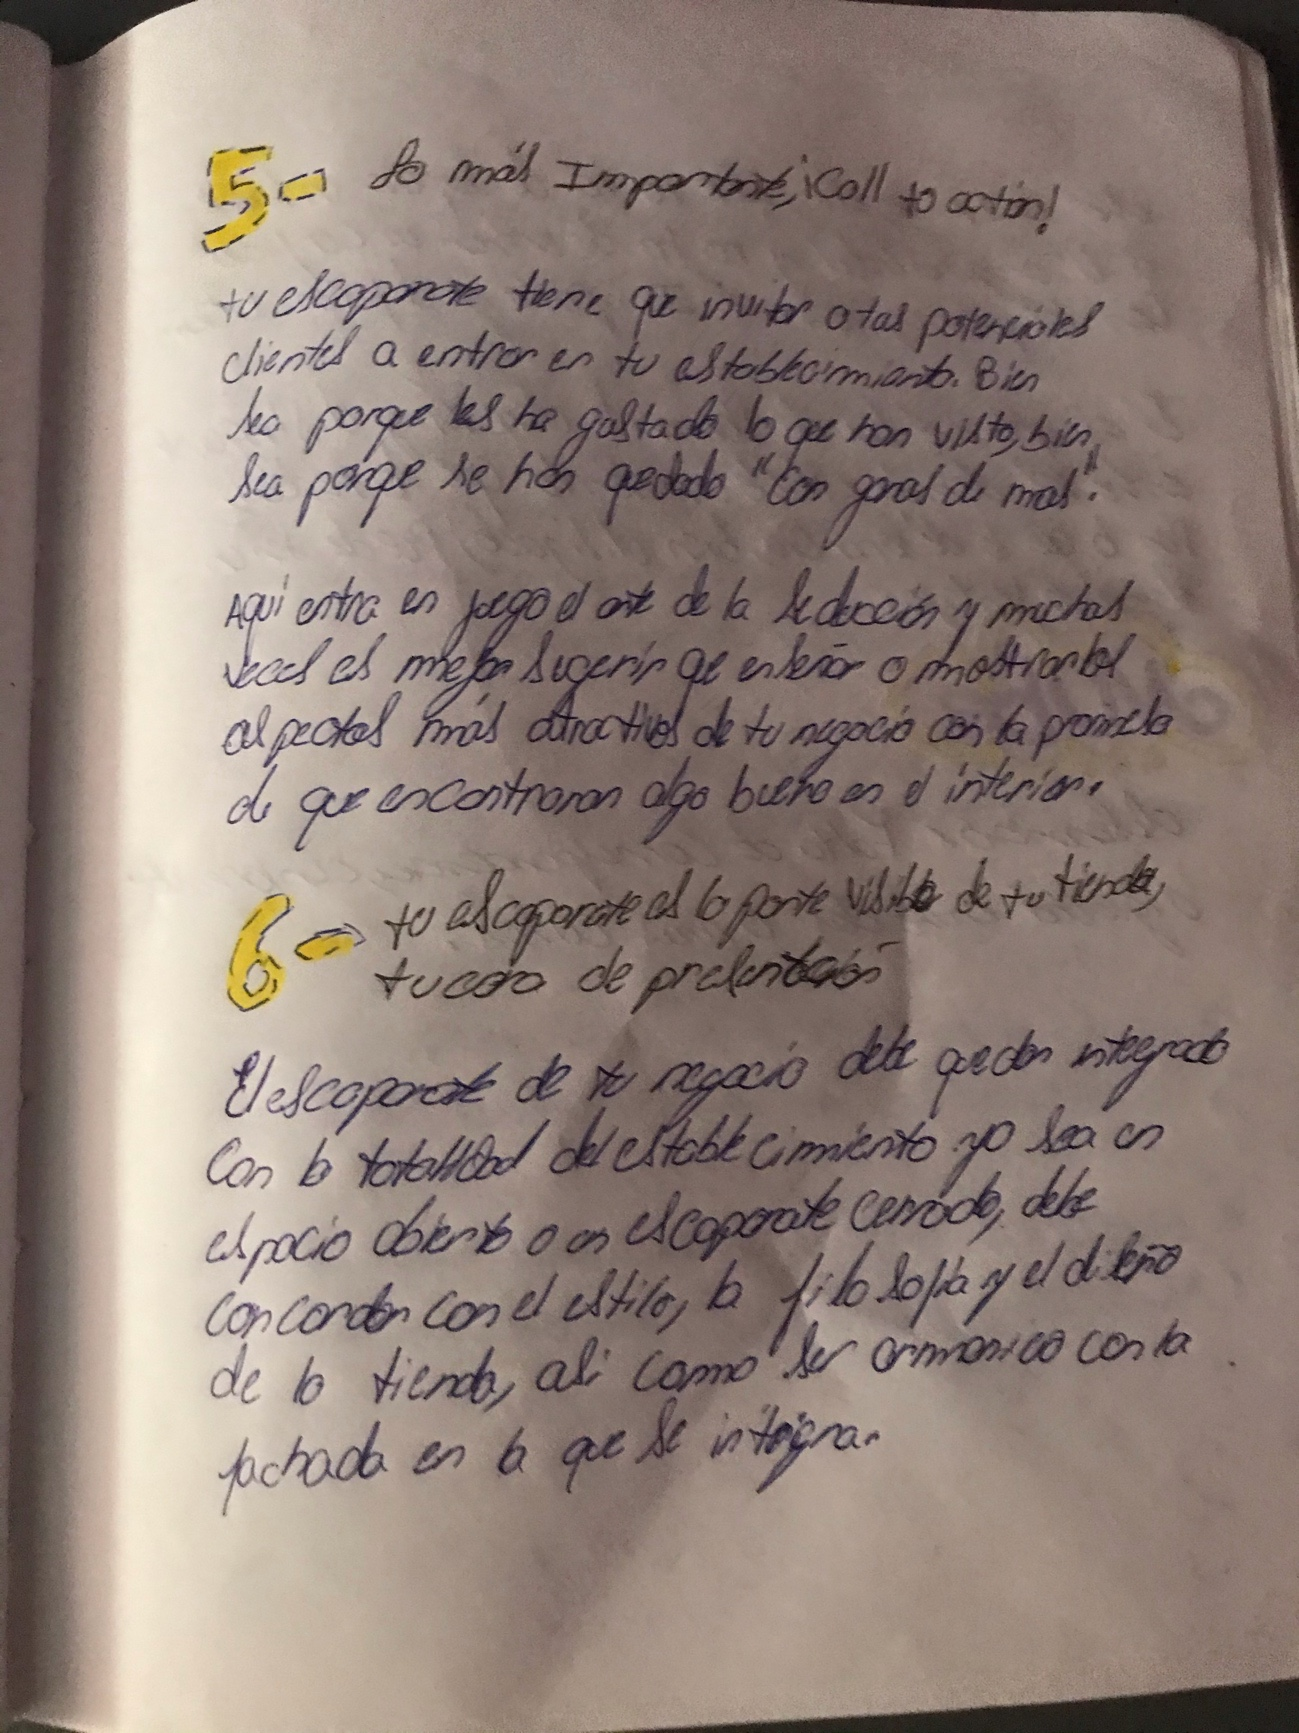 5- Lo más Importante, ¡Call to action!
tu escaparate tiene que invitar a tus potenciales
clientes a entrar en tu establecimiento. Bien
sea porque les ha gustado lo que han visto, bien
sea porque se han quedado "Con ganas de mas".
Aqui entra en juego el arte de la seducción y muchas
veces es mejor sugerir que enseñar o mostrar los
aspectos más atractivos de tu negocio con la promesa
de que encontraran algo bueno en el interior.
6- tu escaparate es la parte visible de tu tienda,
tu cara de presentación
El escaparate de tu negocio debe quedar integrado
Con la totalidad del establecimiento ya sea en
espacio abierto o en escaparate cerrado, debe
concordar con el estilo, la filosofía y el diseño
de la tienda, asi como ser armonico con la
fachada en la que se integra.